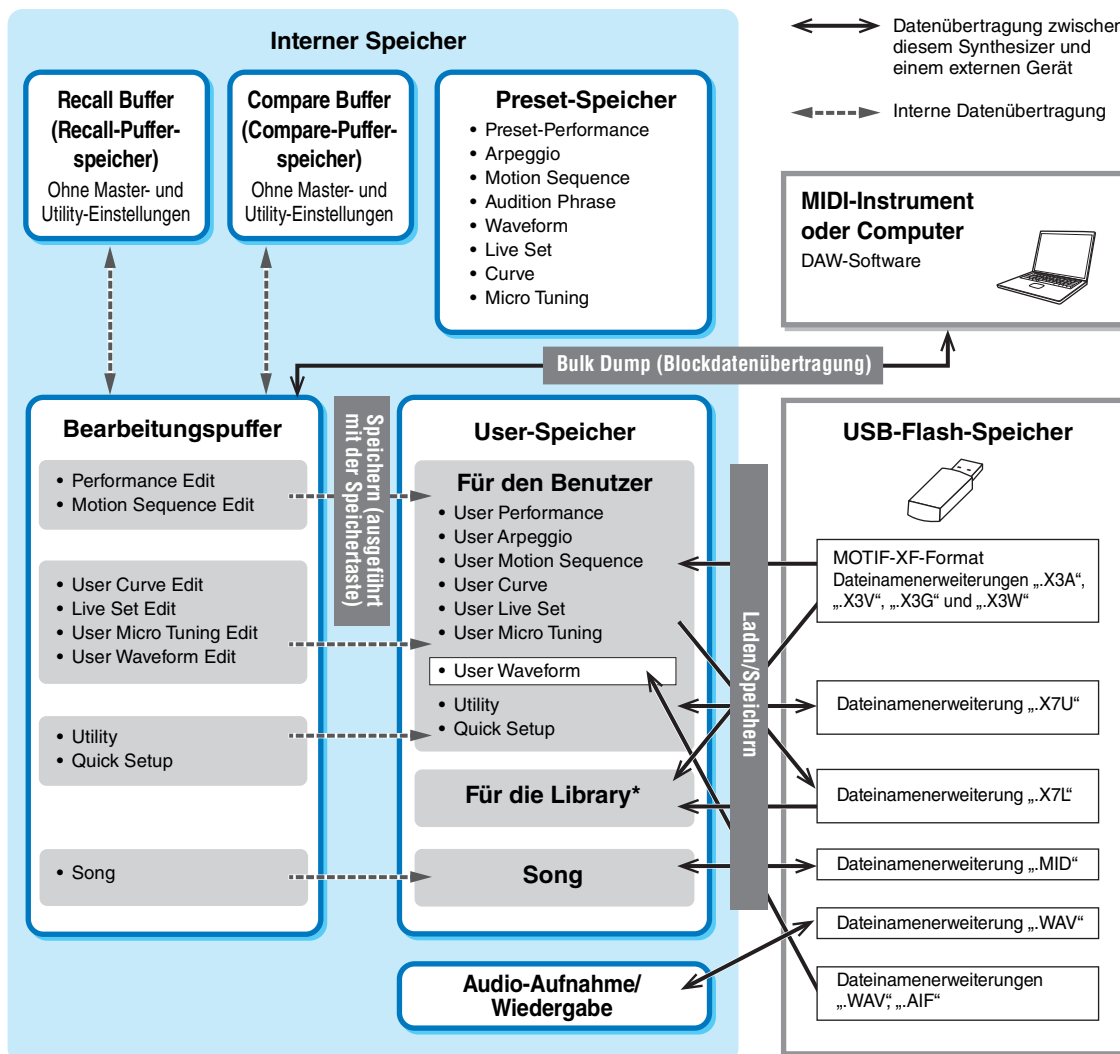 Interner Speicher
Datenübertragung zwischen
diesem Synthesizer und
einem externen Gerät
Interne Datenübertragung
Recall Buffer
(Recall-Puffer-
speicher)
Ohne Master- und
Utility-Einstellungen
Compare Buffer
(Compare-Puffer-
speicher)
Ohne Master- und
Utility-Einstellungen
Preset-Speicher
• Preset-Performance
• Arpeggio
• Motion Sequence
• Audition Phrase
• Waveform
• Live Set
• Curve
• Micro Tuning
MIDI-Instrument
oder Computer
DAW-Software
Bulk Dump (Blockdatenübertragung)
Bearbeitungspuffer
• Performance Edit
• Motion Sequence Edit
• User Curve Edit
• Live Set Edit
• User Micro Tuning Edit
• User Waveform Edit
• Utility
• Quick Setup
• Song
Speichern (ausgeführt
mit der Speichertaste)
User-Speicher
Für den Benutzer
• User Performance
• User Arpeggio
• User Motion Sequence
• User Curve
• User Live Set
• User Micro Tuning
• User Waveform
• Utility
• Quick Setup
Für die Library*
Song
Audio-Aufnahme/
Wiedergabe
Laden/Speichern
USB-Flash-Speicher
MOTIF-XF-Format
Dateinamenerweiterungen „.X3A“,
„.X3V“, „.X3G“ und „.X3W“
Dateinamenerweiterung „.X7U“
Dateinamenerweiterung „.X7L“
Dateinamenerweiterung „.MID“
Dateinamenerweiterung „.WAV“
Dateinamenerweiterungen
„.WAV“, „.AIF“